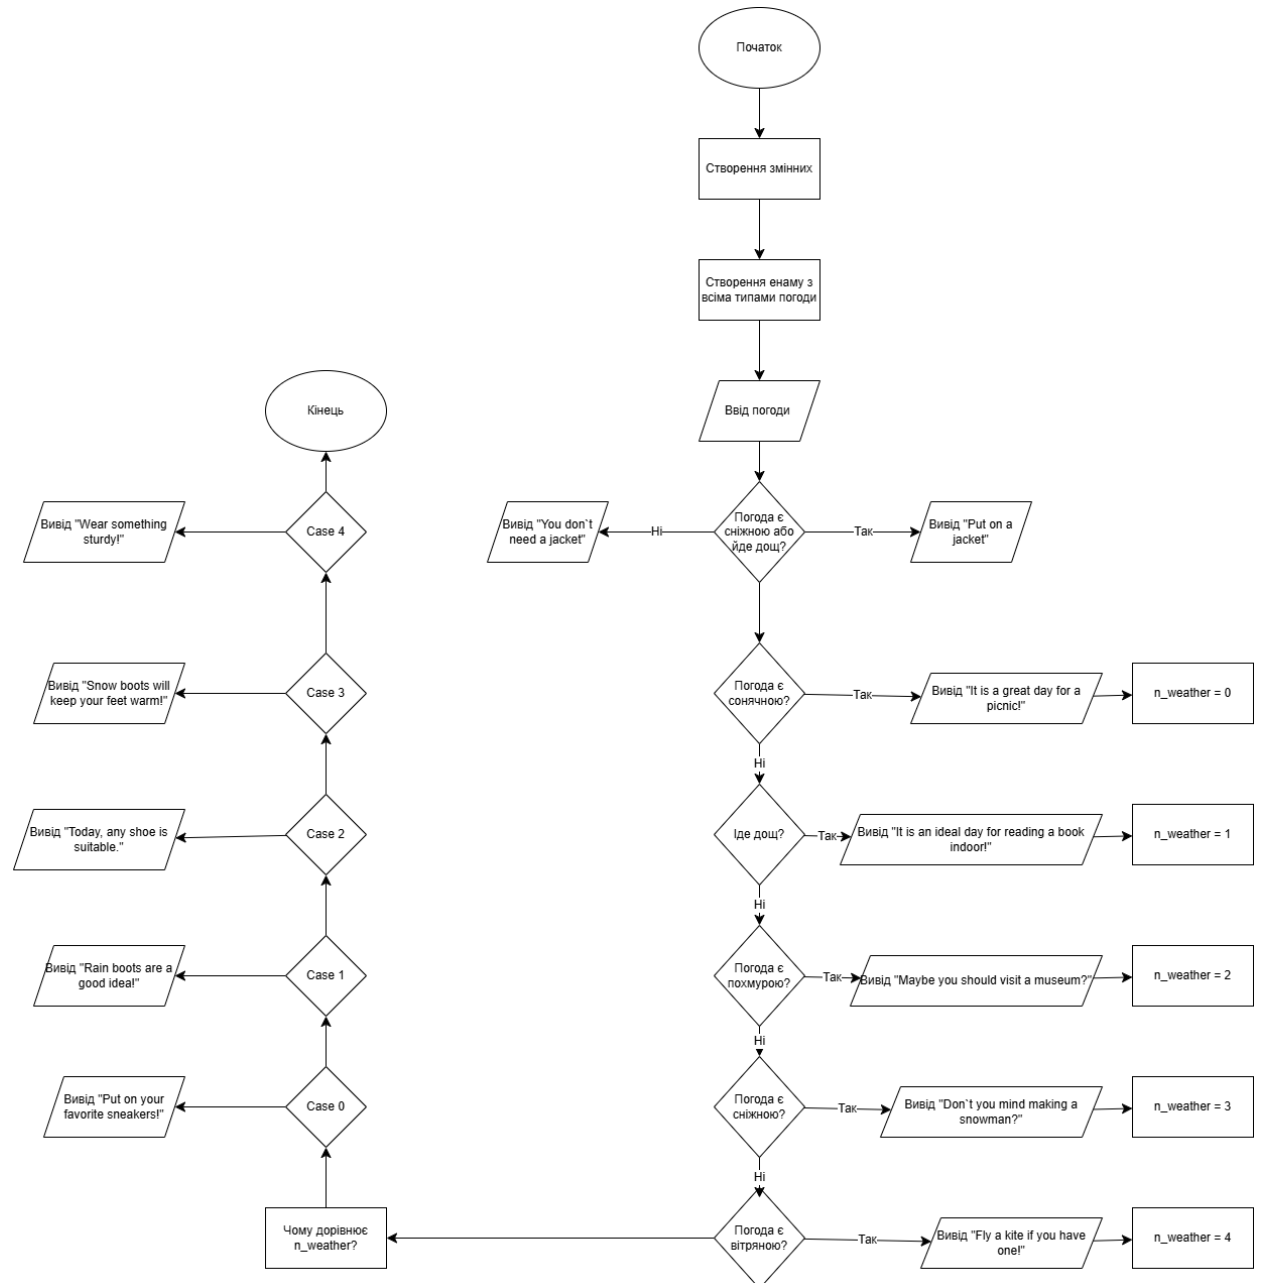 Початок
Створення змінних
Створення енаму з
всіма типами погоди
Ввід погоди
Погода є
сніжною або
йде дощ?
Ні
Вивід "You don`t
need a jacket"
Так
Вивід "Put on a
jacket"
Погода є
сонячною?
Так
Вивід "It is a great day for a
picnic!"
n_weather = 0
Ні
Іде дощ?
Так
Вивід "It is an ideal day for reading a book
indoor!"
n_weather = 1
Ні
Погода є
похмурою?
Так
Вивід "Maybe you should visit a museum?"
n_weather = 2
Ні
Погода є
сніжною?
Так
Вивід "Don`t you mind making a
snowman?"
n_weather = 3
Ні
Погода є
вітряною?
Так
Вивід "Fly a kite if you have
one!"
n_weather = 4
Чому дорівнює
n_weather?
Case 0
Вивід "Put on your
favorite sneakers!"
Case 1
Вивід "Rain boots are a
good idea!"
Case 2
Вивід "Today, any shoe is
suitable."
Case 3
Вивід "Snow boots will
keep your feet warm!"
Case 4
Вивід "Wear something
sturdy!"
Кінець